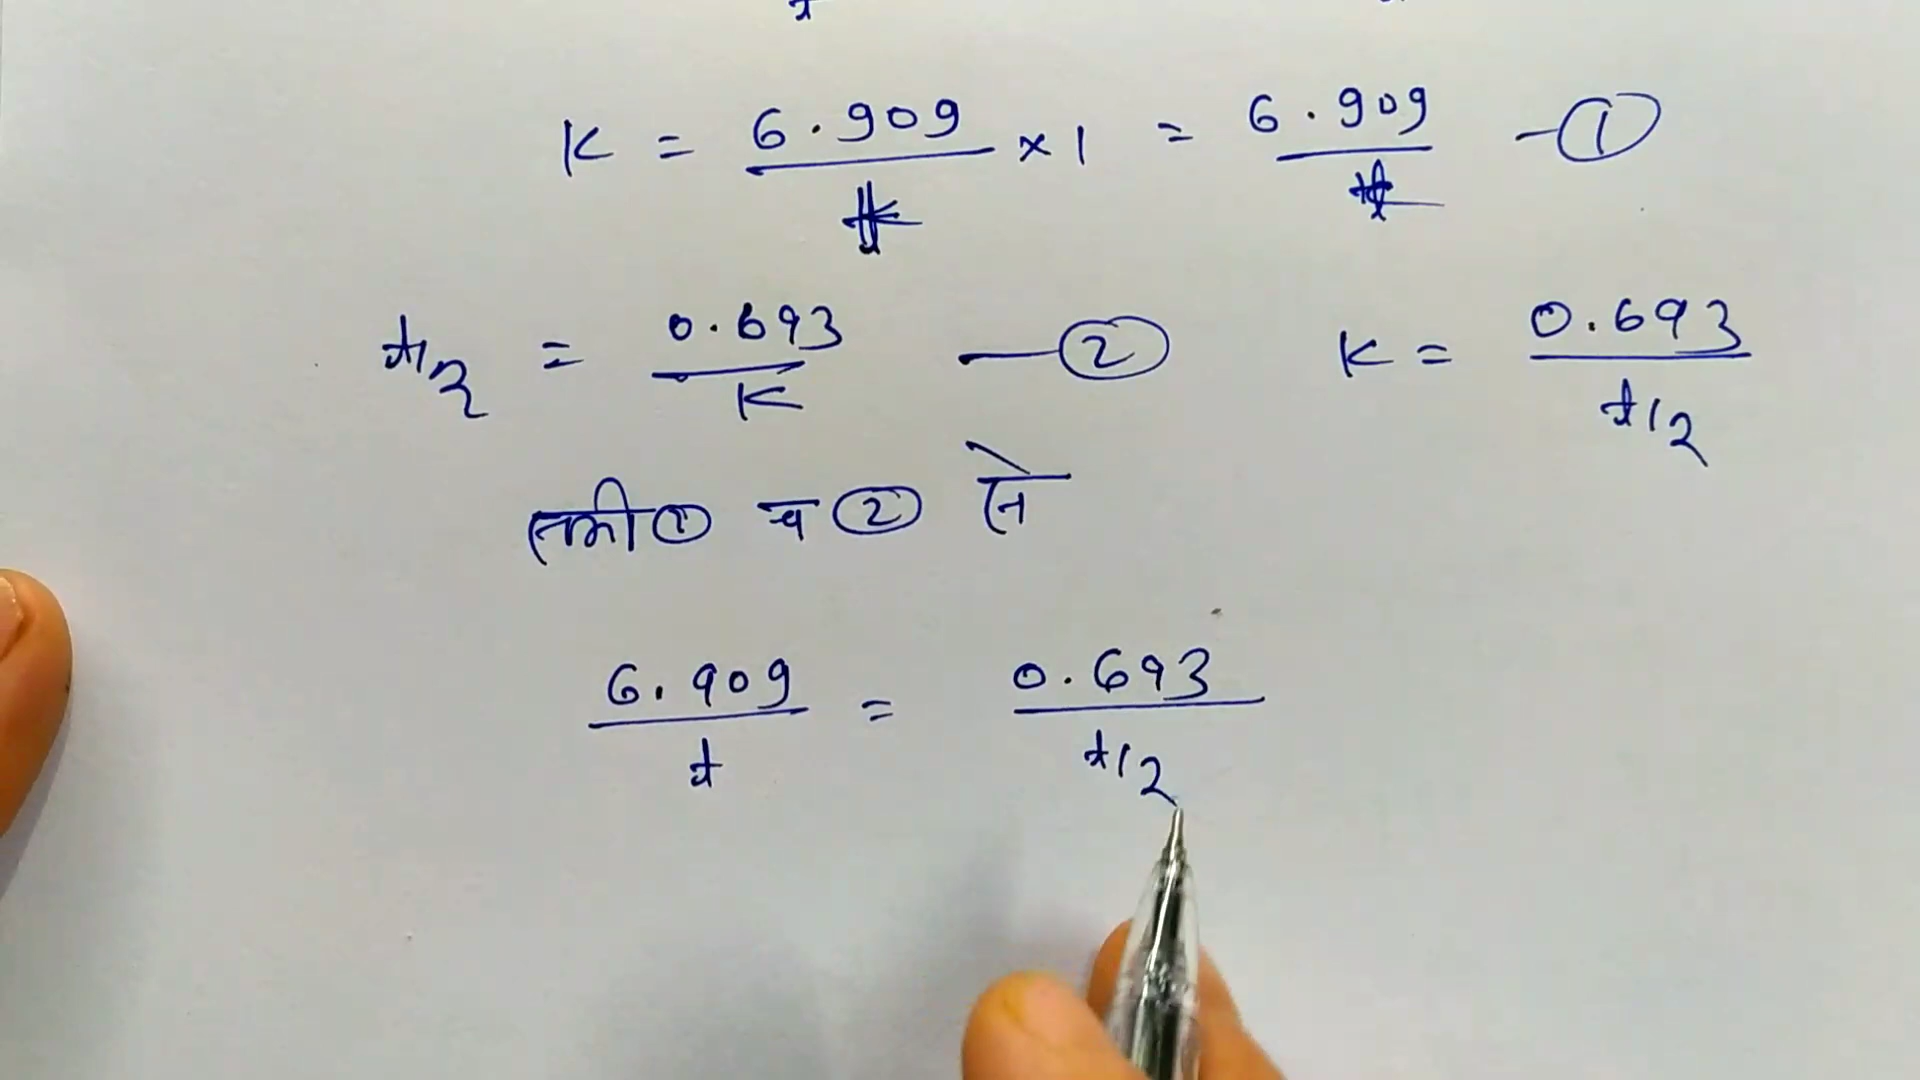 K = 6.909/t × 1 = 6.909/t - ①
t1/2 = 0.693/K — ② K = 0.693/t1/2
समी ① व ② से
6.909/t = 0.693/t1/2